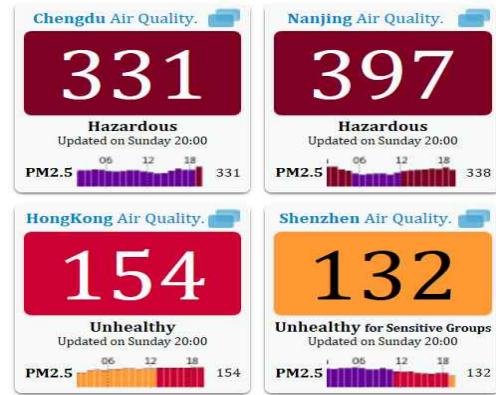 Chengdu Air Quality.
331
Hazardous
Updated on Sunday 20:00
06 12 18
PM2.5 331
Nanjing Air Quality.
397
Hazardous
Updated on Sunday 20:00
06 12 18
PM2.5 338
HongKong Air Quality.
154
Unhealthy
Updated on Sunday 20:00
06 12 18
PM2.5 154
Shenzhen Air Quality.
132
Unhealthy for Sensitive Groups
Updated on Sunday 20:00
06 12 18
PM2.5 132